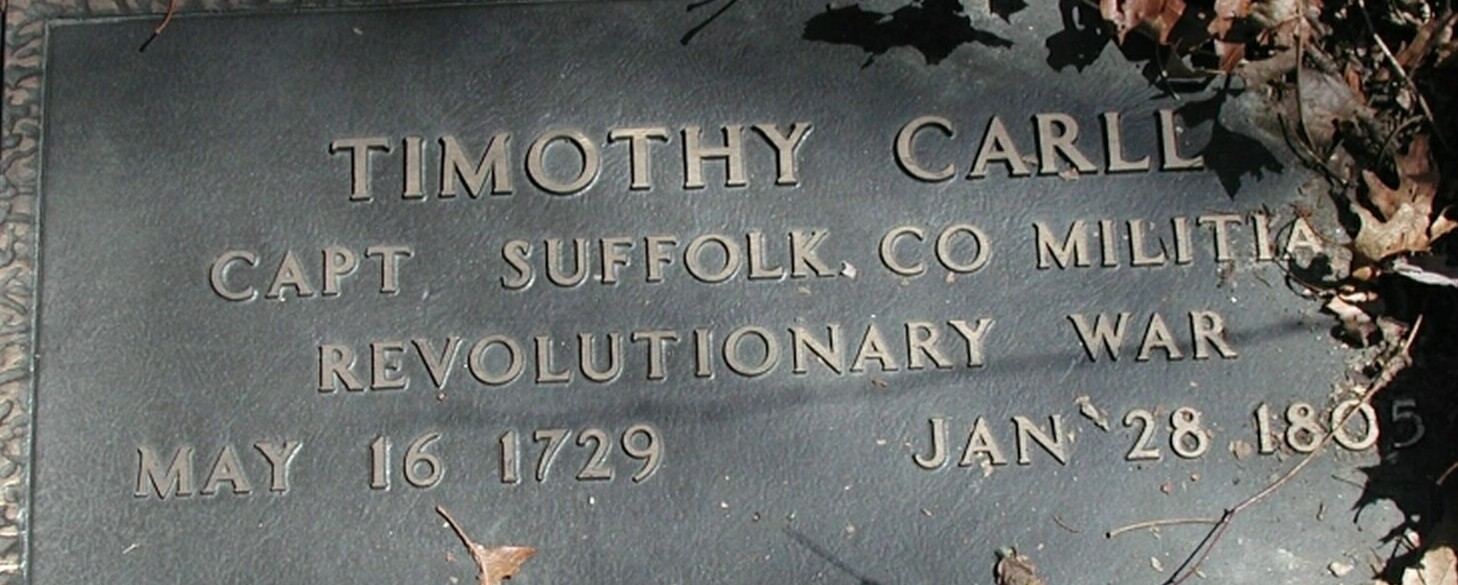 TIMOTHY CARLL
CAPT SUFFOLK CO MILITIA
REVOLUTIONARY WAR
MAY 16 1729 JAN 28 1805